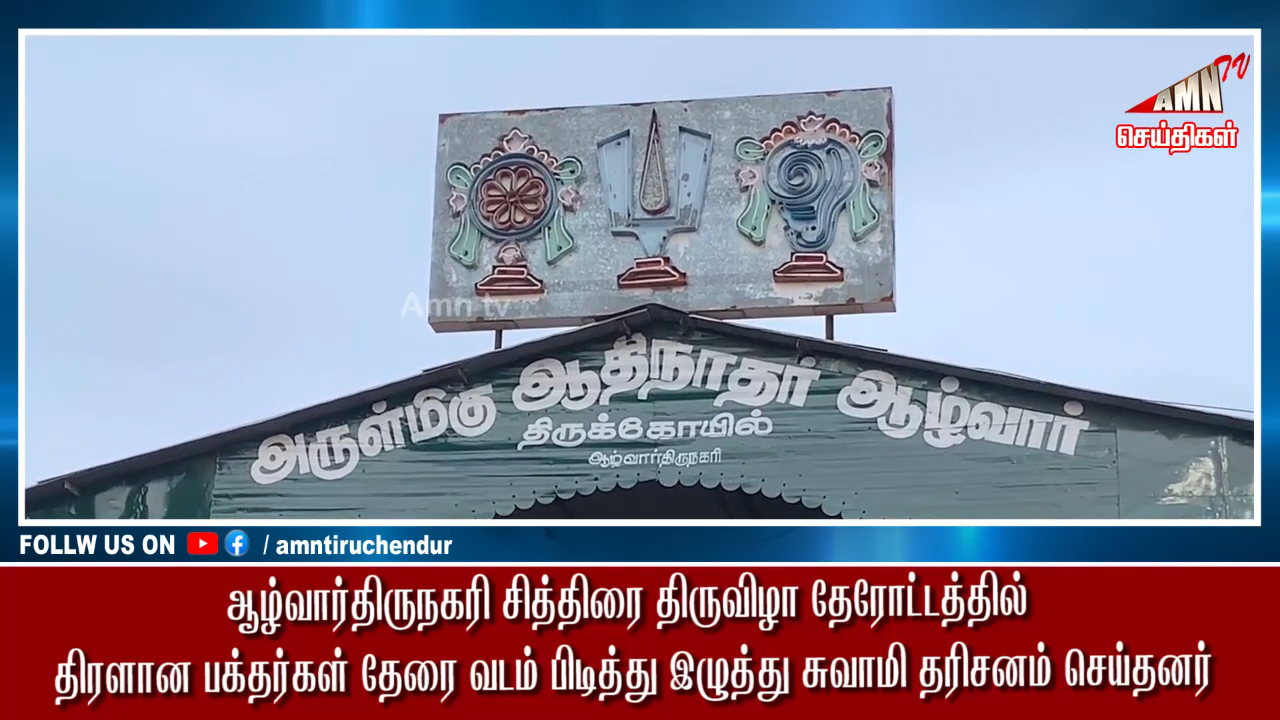 AMN TV
செய்திகள்
Amn tv
அருள்மிகு ஆதிநாதர் ஆழ்வார்
திருக்கோயில்
ஆழ்வார்திருநகரி
FOLLW US ON / amntiruchendur
ஆழ்வார்திருநகரி சித்திரை திருவிழா தேரோட்டத்தில்
திரளான பக்தர்கள் தேரை வடம் பிடித்து இழுத்து சுவாமி தரிசனம் செய்தனர்